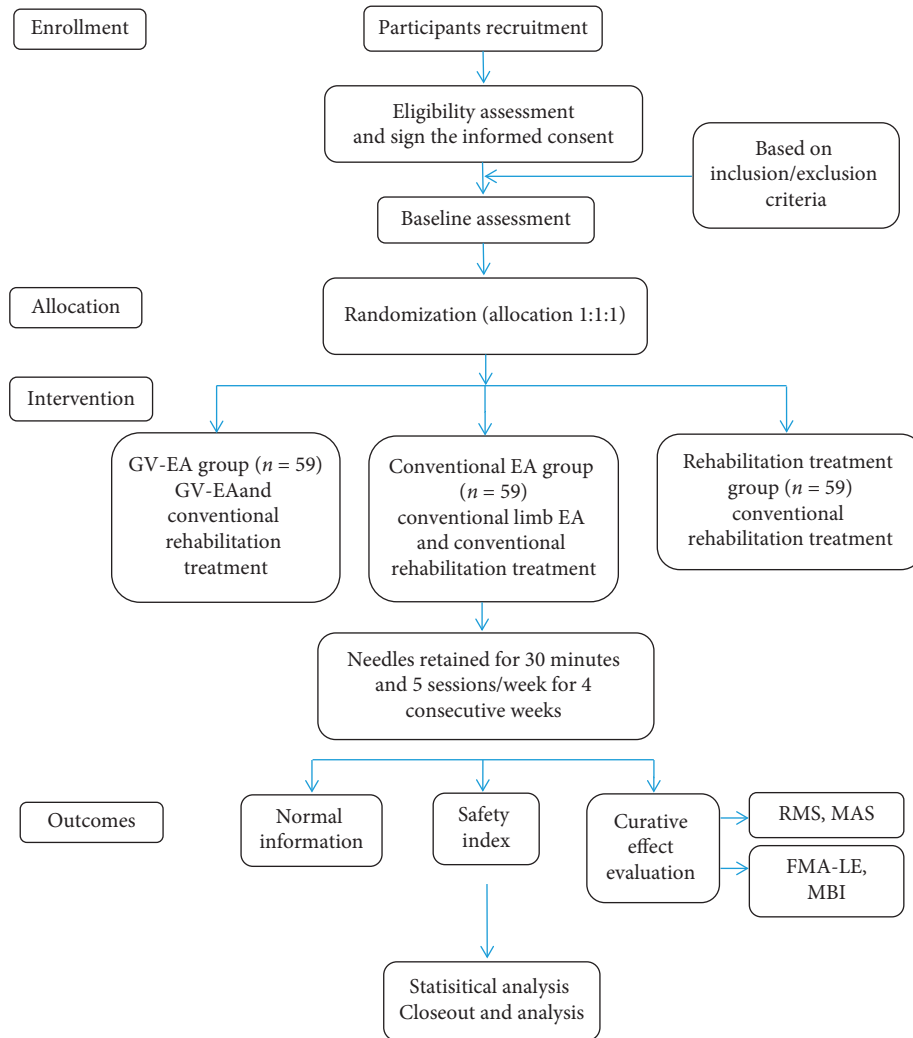 Enrollment
Participants recruitment
Eligibility assessment
and sign the informed consent
Based on
inclusion/exclusion
criteria
Baseline assessment
Allocation
Randomization (allocation 1:1:1)
Intervention
GV-EA group (n = 59)
GV-EAand
conventional
rehabilitation
treatment
Conventional EA group
(n = 59)
conventional limb EA
and conventional
rehabilitation treatment
Rehabilitation treatment
group (n = 59)
conventional
rehabilitation treatment
Needles retained for 30 minutes
and 5 sessions/week for 4
consecutive weeks
Outcomes
Normal
information
Safety
index
Curative
effect
evaluation
RMS, MAS
FMA-LE,
MBI
Statisitical analysis
Closeout and analysis